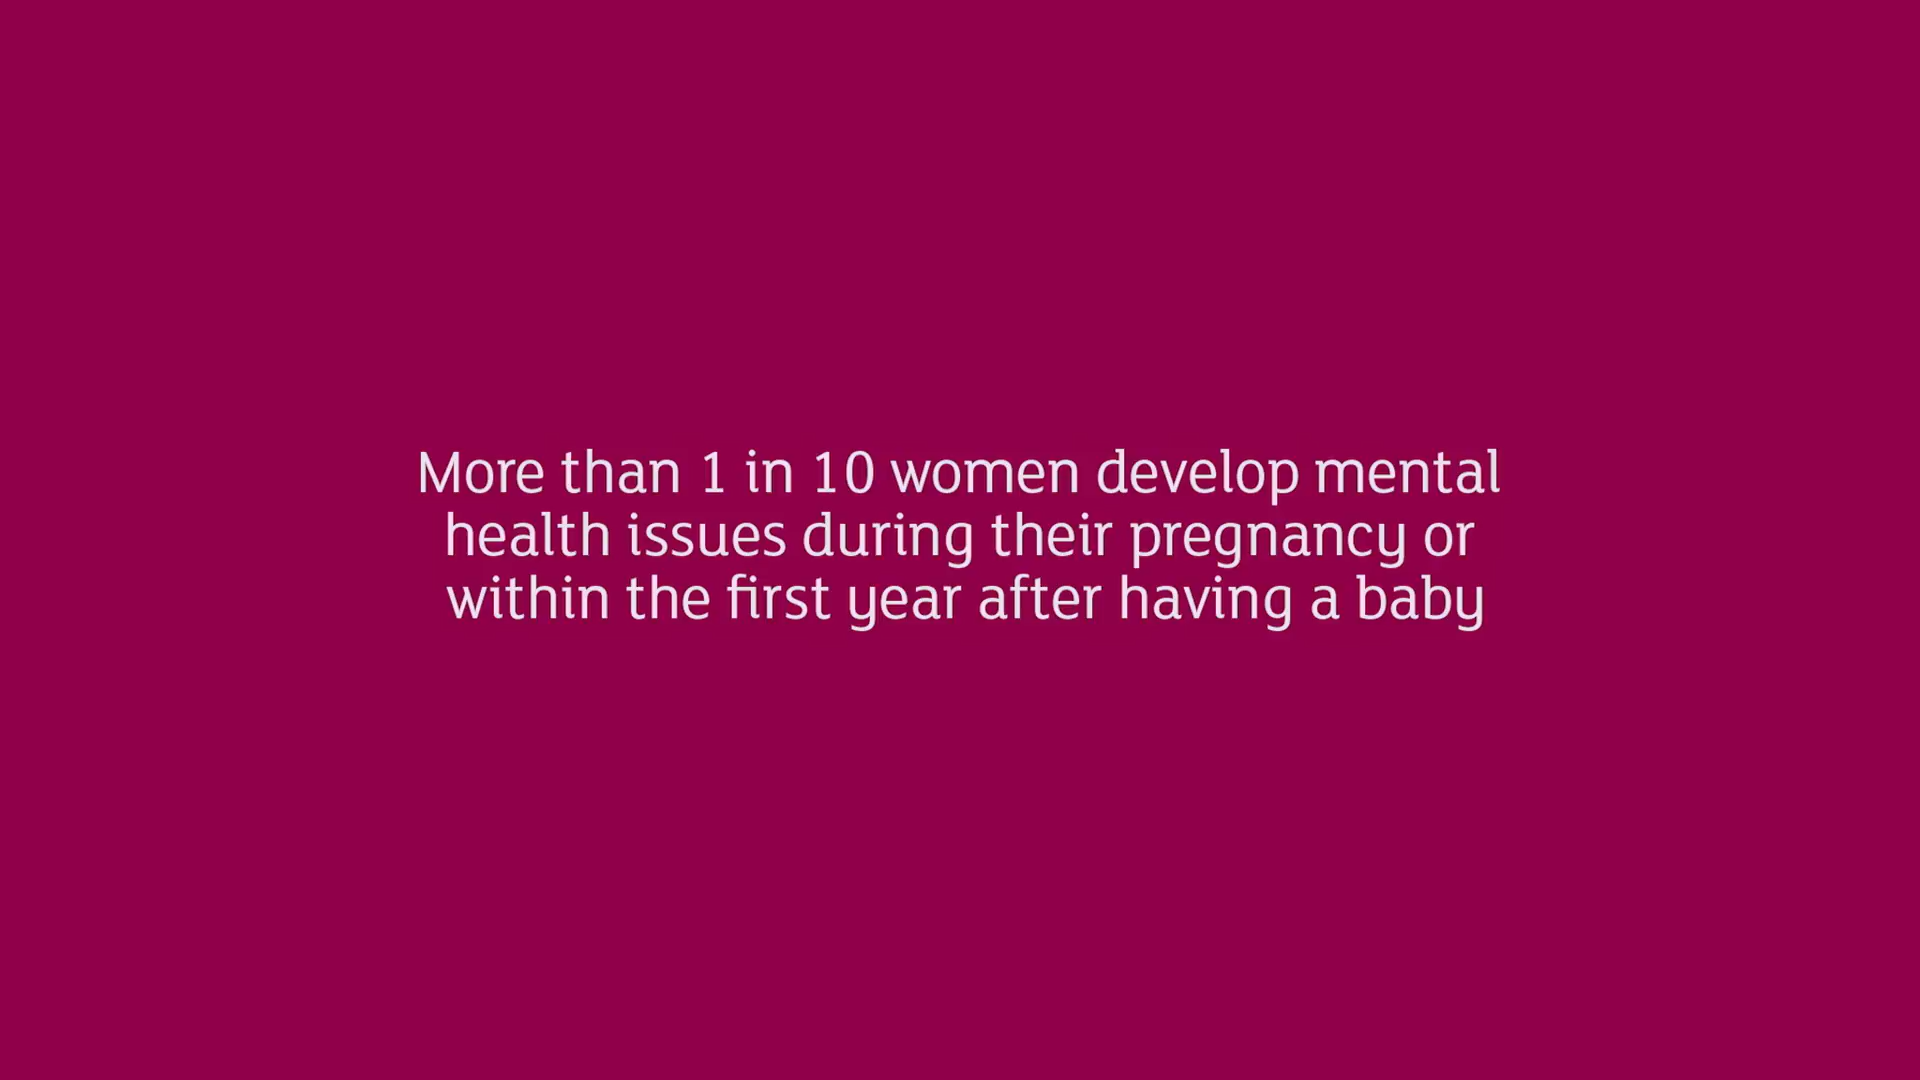 More than 1 in 10 women develop mental
health issues during their pregnancy or
within the first year after having a baby